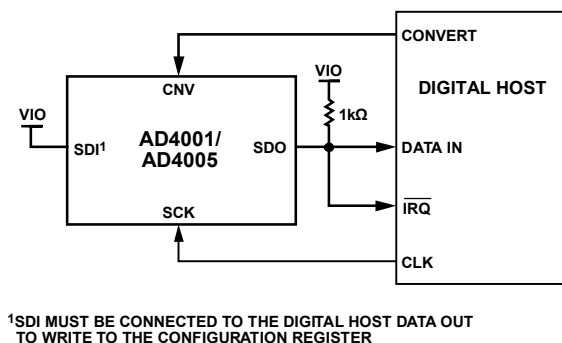 CONVERT
VIO
CNV
DIGITAL HOST
VIO
1kΩ
AD4001/
AD4005
SDI¹
SDO
DATA IN
SCK
IRQ
CLK
¹SDI MUST BE CONNECTED TO THE DIGITAL HOST DATA OUT
TO WRITE TO THE CONFIGURATION REGISTER